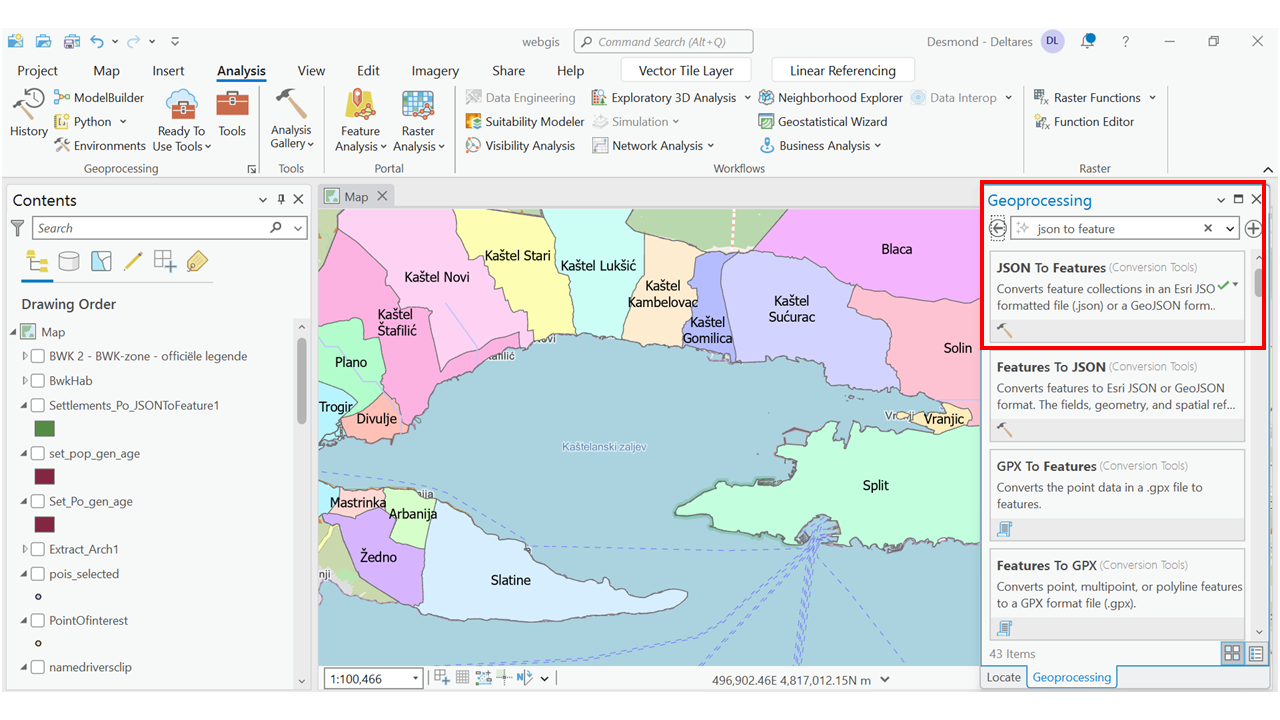 webgis
Command Search (Alt+Q)
Desmond - Deltares
DL
?
Project
Map
Insert
Analysis
View
Edit
Imagery
Share
Help
Vector Tile Layer
Linear Referencing
History
ModelBuilder
Python
Environments
Ready To
Use Tools
Tools
Geoprocessing
Analysis
Gallery
Tools
Feature
Analysis
Raster
Analysis
Portal
Data Engineering
Suitability Modeler
Visibility Analysis
Exploratory 3D Analysis
Simulation
Network Analysis
Neighborhood Explorer
Geostatistical Wizard
Business Analysis
Data Interop
Workflows
Raster Functions
Function Editor
Raster
Contents
Search
Drawing Order
Map
BWK 2 - BWK-zone - officiële legende
BwkHab
Settlements_Po_JSONToFeature1
set_pop_gen_age
Set_Po_gen_age
Extract_Arch1
pois_selected
PointOfinterest
namedriversclip
Map
Kaštel Stari
Kaštel Lukšić
Kaštel Novi
Kaštel
Kambelovac
Blaca
Kaštel
Štafilić
Kaštel
Gomilica
Kaštel
Sućurac
Solin
Plano
Trogir
Divulje
Vranjic
Kaštelanski zaljev
Split
Mastrinka
Arbanija
Žedno
Slatine
1:100,466
496,902.46E 4,817,012.15N m
Geoprocessing
json to feature
JSON To Features (Conversion Tools)
Converts feature collections in an Esri JSO
formatted file (.json) or a GeoJSON form..
Features To JSON (Conversion Tools)
Converts features to Esri JSON or GeoJSON
format. The fields, geometry, and spatial ref...
GPX To Features (Conversion Tools)
Converts the point data in a .gpx file to
features.
Features To GPX (Conversion Tools)
Converts point, multipoint, or polyline features
to a GPX format file (.gpx).
43 Items
Locate
Geoprocessing